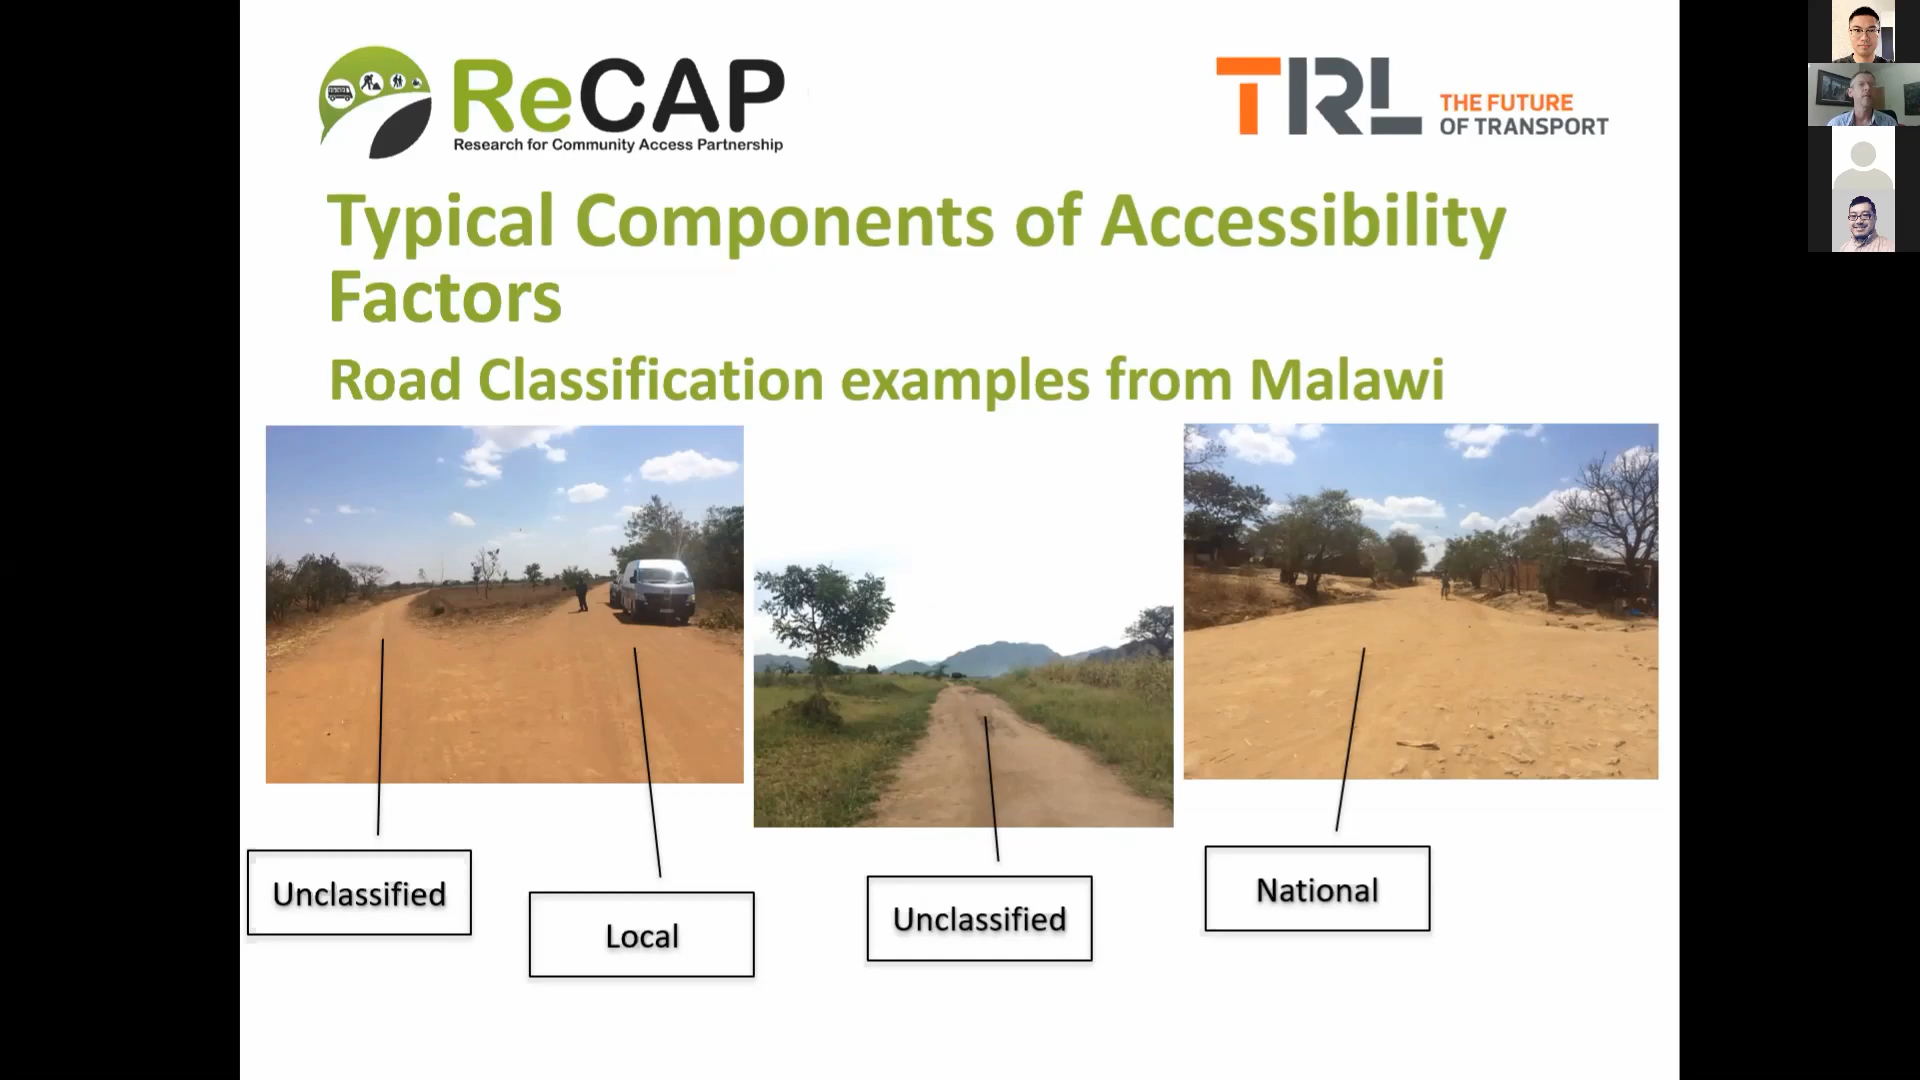 ReCAP
Research for Community Access Partnership
TRL
THE FUTURE
OF TRANSPORT
Typical Components of Accessibility
Factors
Road Classification examples from Malawi
Unclassified
Local
Unclassified
National